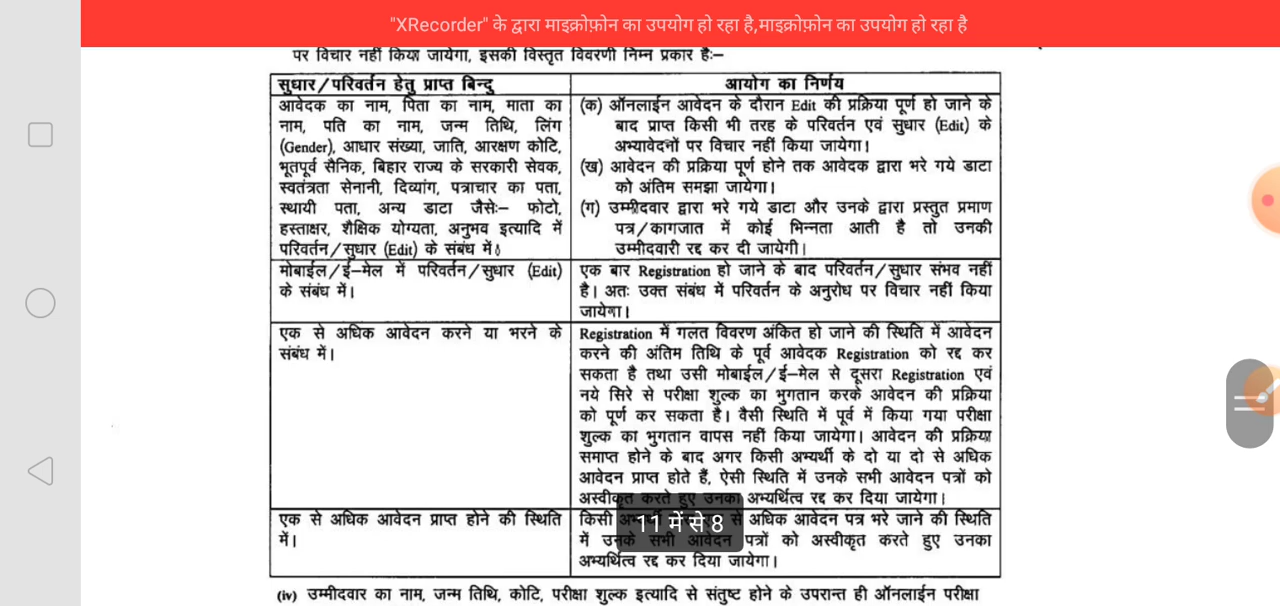 "XRecorder" के द्वारा माइक्रोफ़ोन का उपयोग हो रहा है,माइक्रोफ़ोन का उपयोग हो रहा है
पर विचार नहीं किया जायेगा, इसकी विस्तृत विवरणी निम्न प्रकार हैः–
सुधार/परिवर्तन हेतु प्राप्त बिन्दु
आवेदक का नाम, पिता का नाम, माता का
नाम, पति का नाम, जन्म तिथि, लिंग
(Gender), आधार संख्या, जाति, आरक्षण कोटि,
भूतपूर्व सैनिक, बिहार राज्य के सरकारी सेवक,
स्वतंत्रता सेनानी, दिव्यांग, पत्राचार का पता,
स्थायी पता, अन्य डाटा जैसेः– फोटो,
हस्ताक्षर, शैक्षिक योग्यता, अनुभव इत्यादि में
परिवर्तन/सुधार (Edit) के संबंध में।
आयोग का निर्णय
(क) ऑनलाईन आवेदन के दौरान Edit की प्रक्रिया पूर्ण हो जाने के
बाद प्राप्त किसी भी तरह के परिवर्तन एवं सुधार (Edit) के
अभ्यावेदनों पर विचार नहीं किया जायेगा।
(ख) आवेदन की प्रक्रिया पूर्ण होने तक आवेदक द्वारा भरे गये डाटा
को अंतिम समझा जायेगा।
(ग) उम्मीदवार द्वारा भरे गये डाटा और उनके द्वारा प्रस्तुत प्रमाण
पत्र/कागजात में कोई भिन्नता आती है तो उनकी
उम्मीदवारी रद्द कर दी जायेगी।
मोबाईल/ई–मेल में परिवर्तन/सुधार (Edit)
के संबंध में।
एक बार Registration हो जाने के बाद परिवर्तन/सुधार संभव नहीं
है। अतः उक्त संबंध में परिवर्तन के अनुरोध पर विचार नहीं किया
जायेगा।
एक से अधिक आवेदन करने या भरने के
संबंध में।
Registration में गलत विवरण अंकित हो जाने की स्थिति में आवेदन
करने की अंतिम तिथि के पूर्व आवेदक Registration को रद्द कर
सकता है तथा उसी मोबाईल/ई–मेल से दूसरा Registration एवं
नये सिरे से परीक्षा शुल्क का भुगतान करके आवेदन की प्रक्रिया
को पूर्ण कर सकता है। वैसी स्थिति में पूर्व में किया गया परीक्षा
शुल्क का भुगतान वापस नहीं किया जायेगा। आवेदन की प्रक्रिया
समाप्त होने के बाद अगर किसी अभ्यर्थी के दो या दो से अधिक
आवेदन प्राप्त होते हैं, ऐसी स्थिति में उनके सभी आवेदन पत्रों को
अस्वीकृत करते हुए उनका अभ्यर्थित्व रद्द कर दिया जायेगा।
एक से अधिक आवेदन प्राप्त होने की स्थिति
में।
किसी से अधिक आवेदन पत्र भरे जाने की स्थिति
में उनके सभी आवेदन पत्रों को अस्वीकृत करते हुए उनका
अभ्यर्थित्व रद्द कर दिया जायेगा।
11 में से 8
(iv) उम्मीदवार का नाम, जन्म तिथि, कोटि, परीक्षा शुल्क इत्यादि से संतुष्ट होने के उपरान्त ही ऑनलाईन परीक्षा